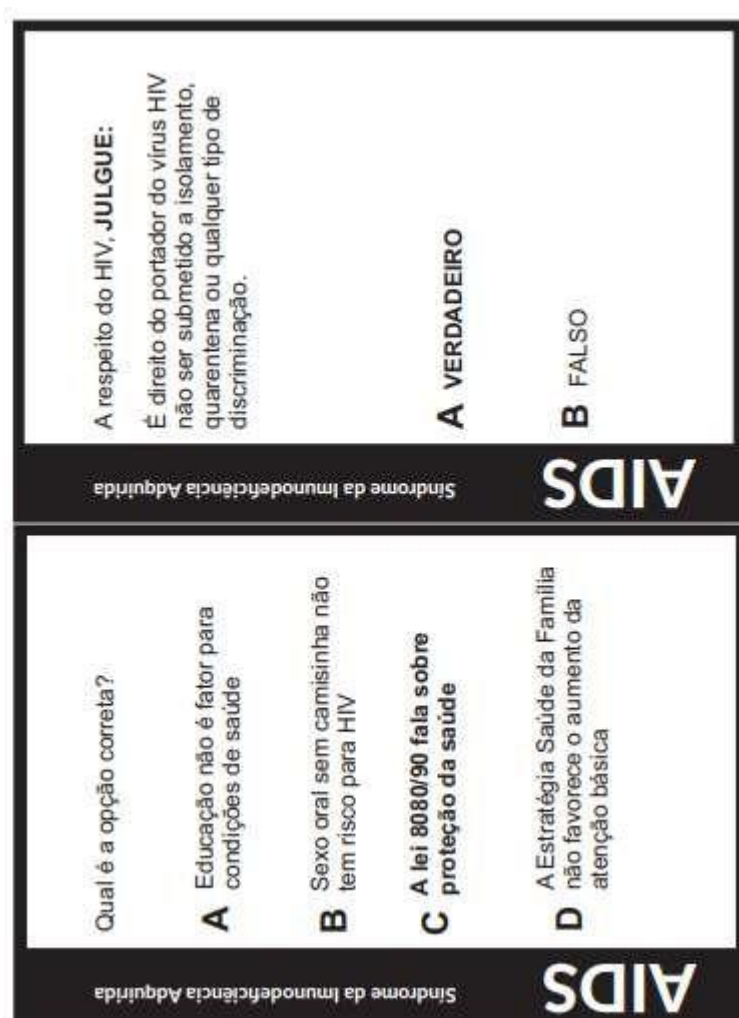 Qual é a opção correta?
A Educação não é fator para
condições de saúde
B Sexo oral sem camisinha não
tem risco para HIV
C A lei 8080/90 fala sobre
proteção da saúde
D A Estratégia Saúde da Família
não favorece o aumento da
atenção básica
Síndrome da Imunodeficiência Adquirida
AIDS
A respeito do HIV, JULGUE:
É direito do portador do vírus HIV
não ser submetido a isolamento,
quarentena ou qualquer tipo de
discriminação.
A VERDADEIRO
B FALSO
Síndrome da Imunodeficiência Adquirida
AIDS